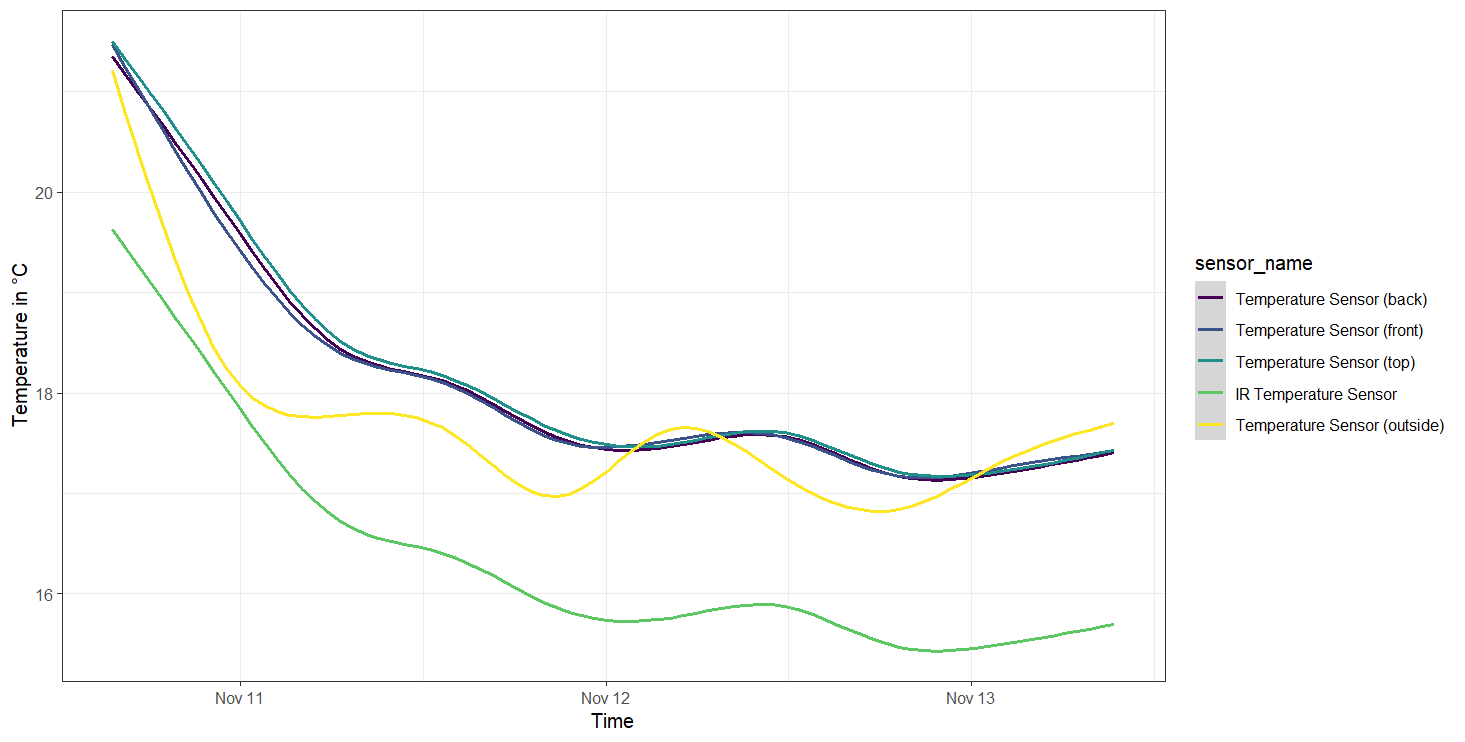 Temperature in °C
20
18
16
Nov 11
Nov 12
Nov 13
Time
sensor_name
Temperature Sensor (back)
Temperature Sensor (front)
Temperature Sensor (top)
IR Temperature Sensor
Temperature Sensor (outside)